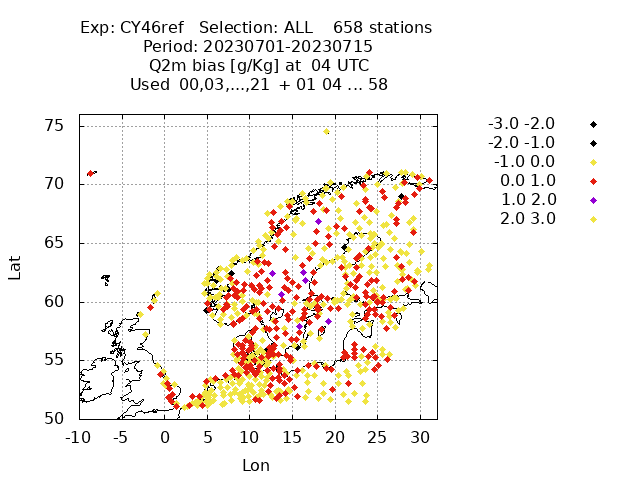 Exp: CY46ref Selection: ALL 658 stations
Period: 20230701-20230715
Q2m bias [g/Kg] at 04 UTC
Used 00,03,...,21 + 01 04 ... 58
75
70
65
60
55
50
-10 -5 0 5 10 15 20 25 30
Lat
Lon
-3.0 -2.0
-2.0 -1.0
-1.0 0.0
0.0 1.0
1.0 2.0
2.0 3.0